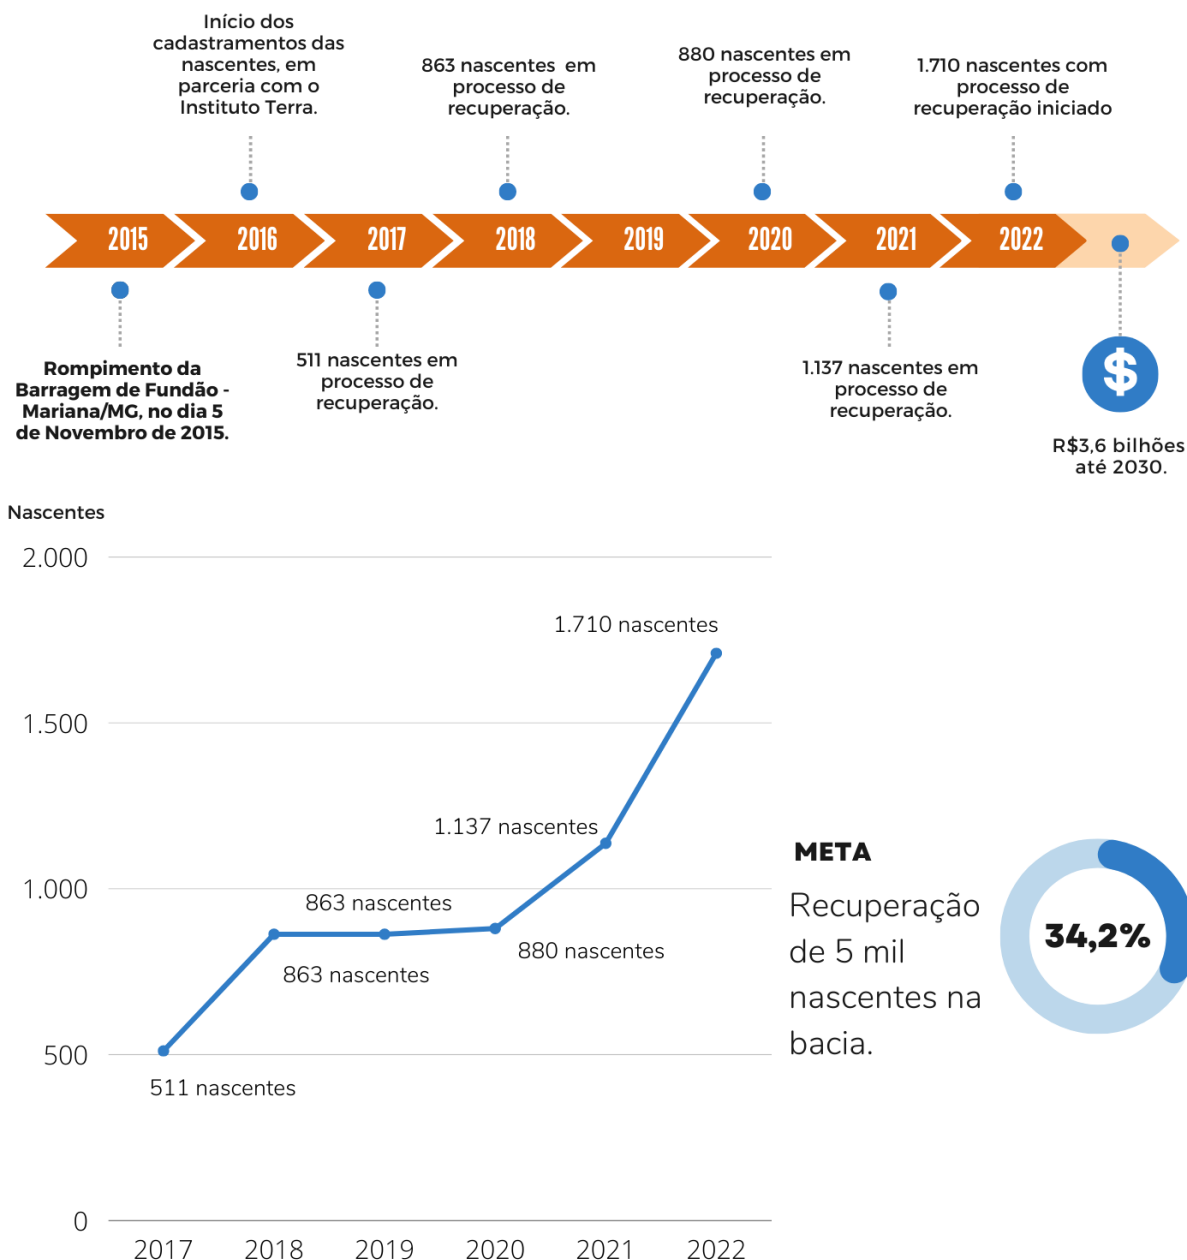 Início dos
cadastramentos das
nascentes, em
parceria com o
Instituto Terra.
863 nascentes em
processo de
recuperação.
880 nascentes em
processo de
recuperação.
1.710 nascentes com
processo de
recuperação iniciado
2015
2016
2017
2018
2019
2020
2021
2022
Rompimento da
Barragem de Fundão -
Mariana/MG, no dia 5
de Novembro de 2015.
511 nascentes em
processo de
recuperação.
1.137 nascentes em
processo de
recuperação.
$
R$3,6 bilhões
até 2030.
Nascentes
2.000
1.500
1.000
500
0
1.710 nascentes
1.137 nascentes
863 nascentes
880 nascentes
863 nascentes
511 nascentes
2017
2018
2019
2020
2021
2022
META
Recuperação
de 5 mil
nascentes na
bacia.
34,2%